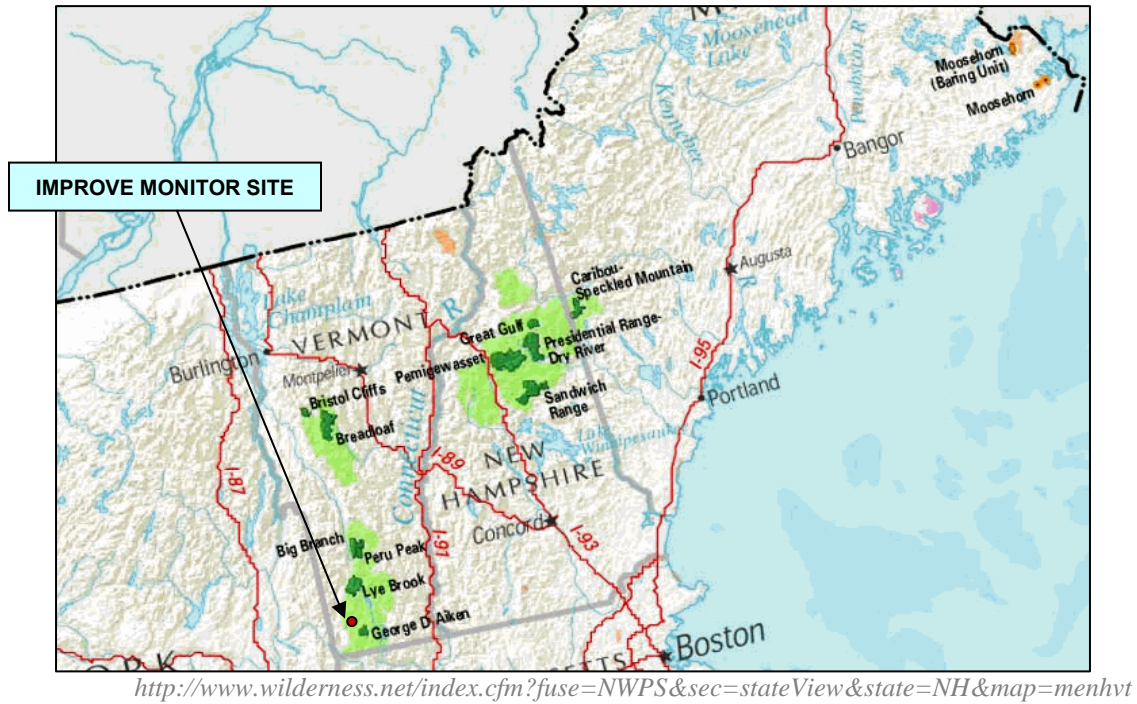 Moosehead
Lake
Moosehorn
(Baring Unit)
Moosehorn
Kennebec
Bangor
IMPROVE MONITOR SITE
Augusta
R
Caribou-
Speckled Mountain
Lake
Champlain
VERMONT
R
Great Gulf
Presidential Range-
Dry River
Pemigewasset
Burlington
Montpelier
I-95
Portland
Bristol Cliffs
Sandwich
Range
Breadloaf
Lake
Winnipesaukee
I-87
I-89
NEW
HAMPSHIRE
Connecticut
Concord
I-93
I-91
Big Branch
Peru Peak
Lye Brook
George D. Aiken
Boston
ORK
ETTS
http://www.wilderness.net/index.cfm?fuse=NWPS&sec=stateView&state=NH&map=menhvt